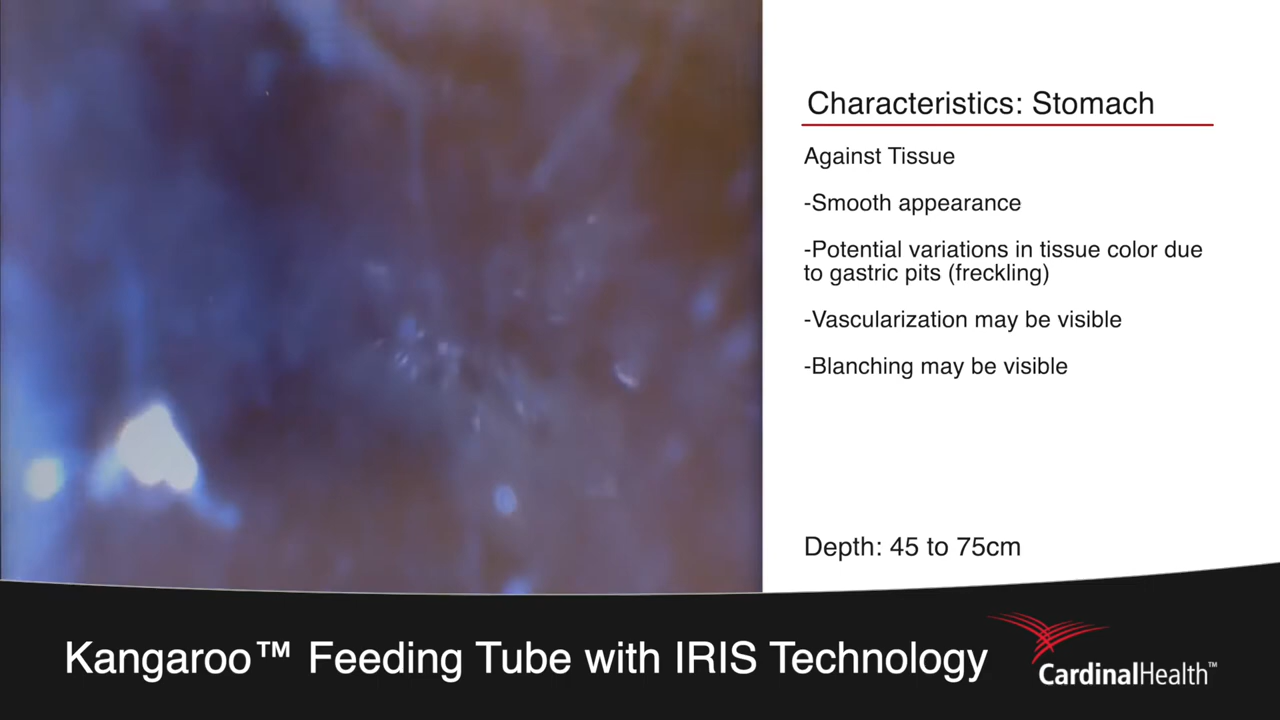 Characteristics: Stomach
Against Tissue
-Smooth appearance
-Potential variations in tissue color due
to gastric pits (freckling)
-Vascularization may be visible
-Blanching may be visible
Depth: 45 to 75cm
Kangaroo™ Feeding Tube with IRIS Technology
CardinalHealth™